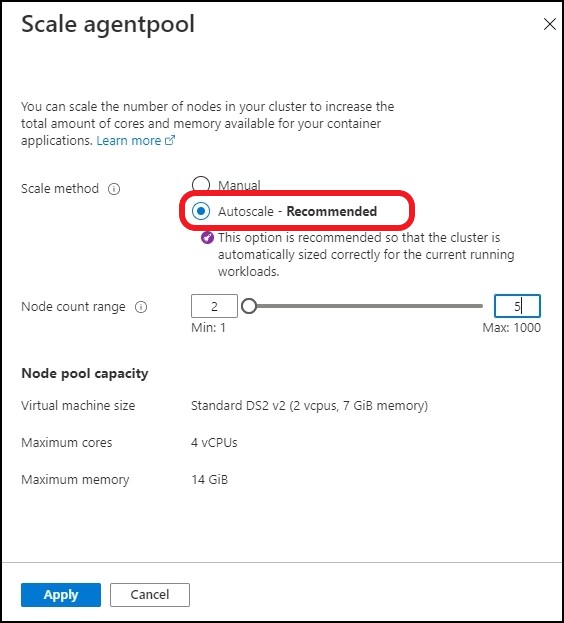 Scale agentpool
You can scale the number of nodes in your cluster to increase the
total amount of cores and memory available for your container
applications. Learn more
Scale method
Manual
Autoscale - Recommended
This option is recommended so that the cluster is
automatically sized correctly for the current running
workloads.
Node count range
2
5
Min: 1
Max: 1000
Node pool capacity
Virtual machine size
Standard DS2 v2 (2 vcpus, 7 GiB memory)
Maximum cores
4 vCPUs
Maximum memory
14 GiB
Apply
Cancel